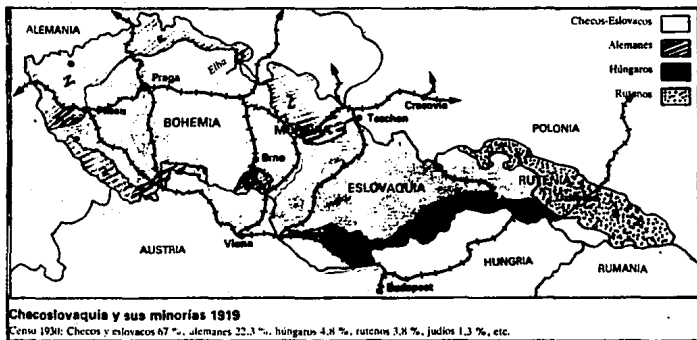 ALEMANIA
Checos-Eslovacos
Alemanes
Húngaros
Rutenos
Elba
Praga
Pilsen
BOHEMIA
Cracovia
Teschen
POLONIA
Brno
ESLOVAQUIA
RUTENIA
AUSTRIA
Viena
HUNGRIA
RUMANIA
Budapest
Checoslovaquia y sus minorías 1919
Censo 1930: Checos y eslovacos 67 %, alemanes 22,3 %, húngaros 4,8 %, rutenos 3,8 %, judíos 1,3 %, etc.